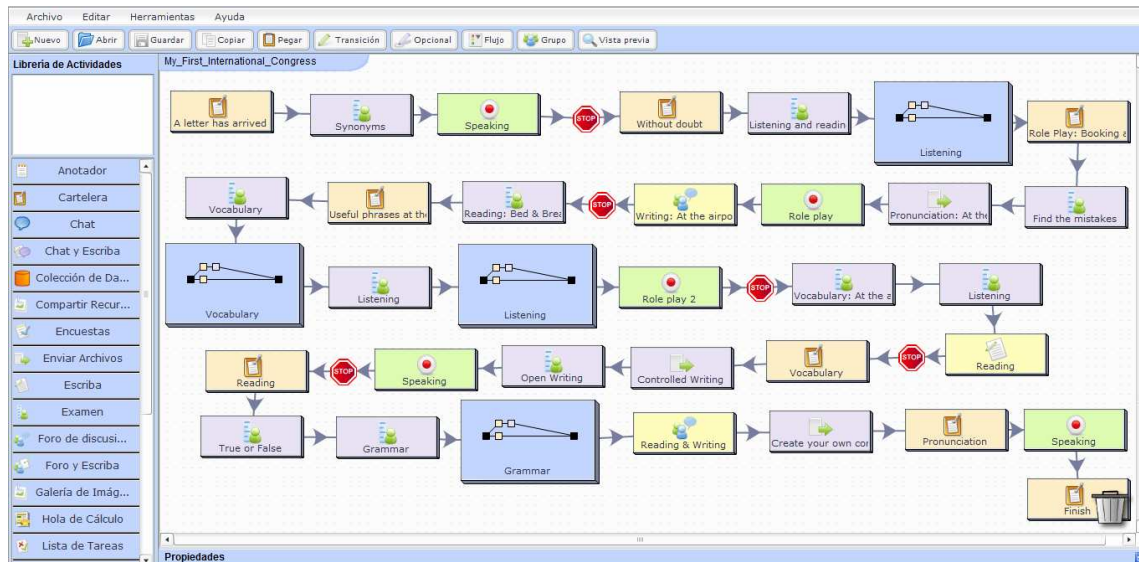 Archivo Editar Herramientas Ayuda
Nuevo Abrir Guardar Copiar Pegar Transición Opcional Flujo Grupo Vista previa
Librería de Actividades
My_First_International_Congress
Anotador
Cartelera
Chat
Chat y Escriba
Colección de Da...
Compartir Recur...
Encuestas
Enviar Archivos
Escriba
Examen
Foro de discusi...
Foro y Escriba
Galería de Imág...
Hola de Cálculo
Lista de Tareas
A letter has arrived
Synonyms
Speaking
STOP
Without doubt
Listening and readin
Listening
Role Play: Booking a
Vocabulary
Useful phrases at the
Reading: Bed & Brea
STOP
Writing: At the airpo
Role play
Pronunciation: At the
Find the mistakes
Vocabulary
Listening
Listening
Role play 2
STOP
Vocabulary: At the a
Listening
Reading
STOP
Speaking
Open Writing
Controlled Writing
Vocabulary
STOP
Reading
True or False
Grammar
Grammar
Reading & Writing
Create your own con
Pronunciation
Speaking
Finish
Propiedades